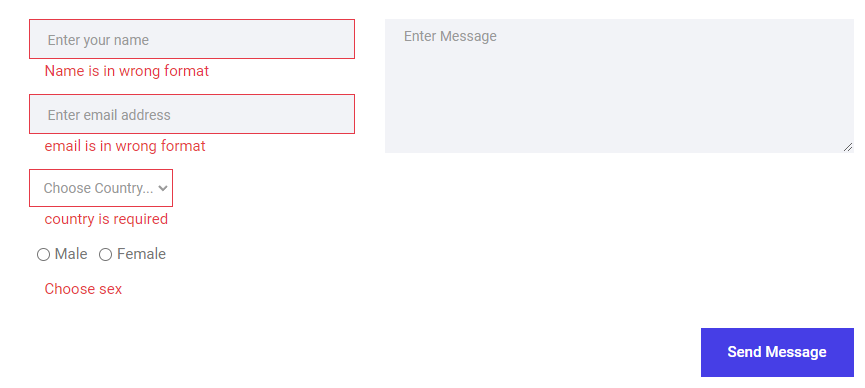 Enter your name
Name is in wrong format
Enter email address
email is in wrong format
Choose Country...
country is required
Male Female
Choose sex
Enter Message
Send Message